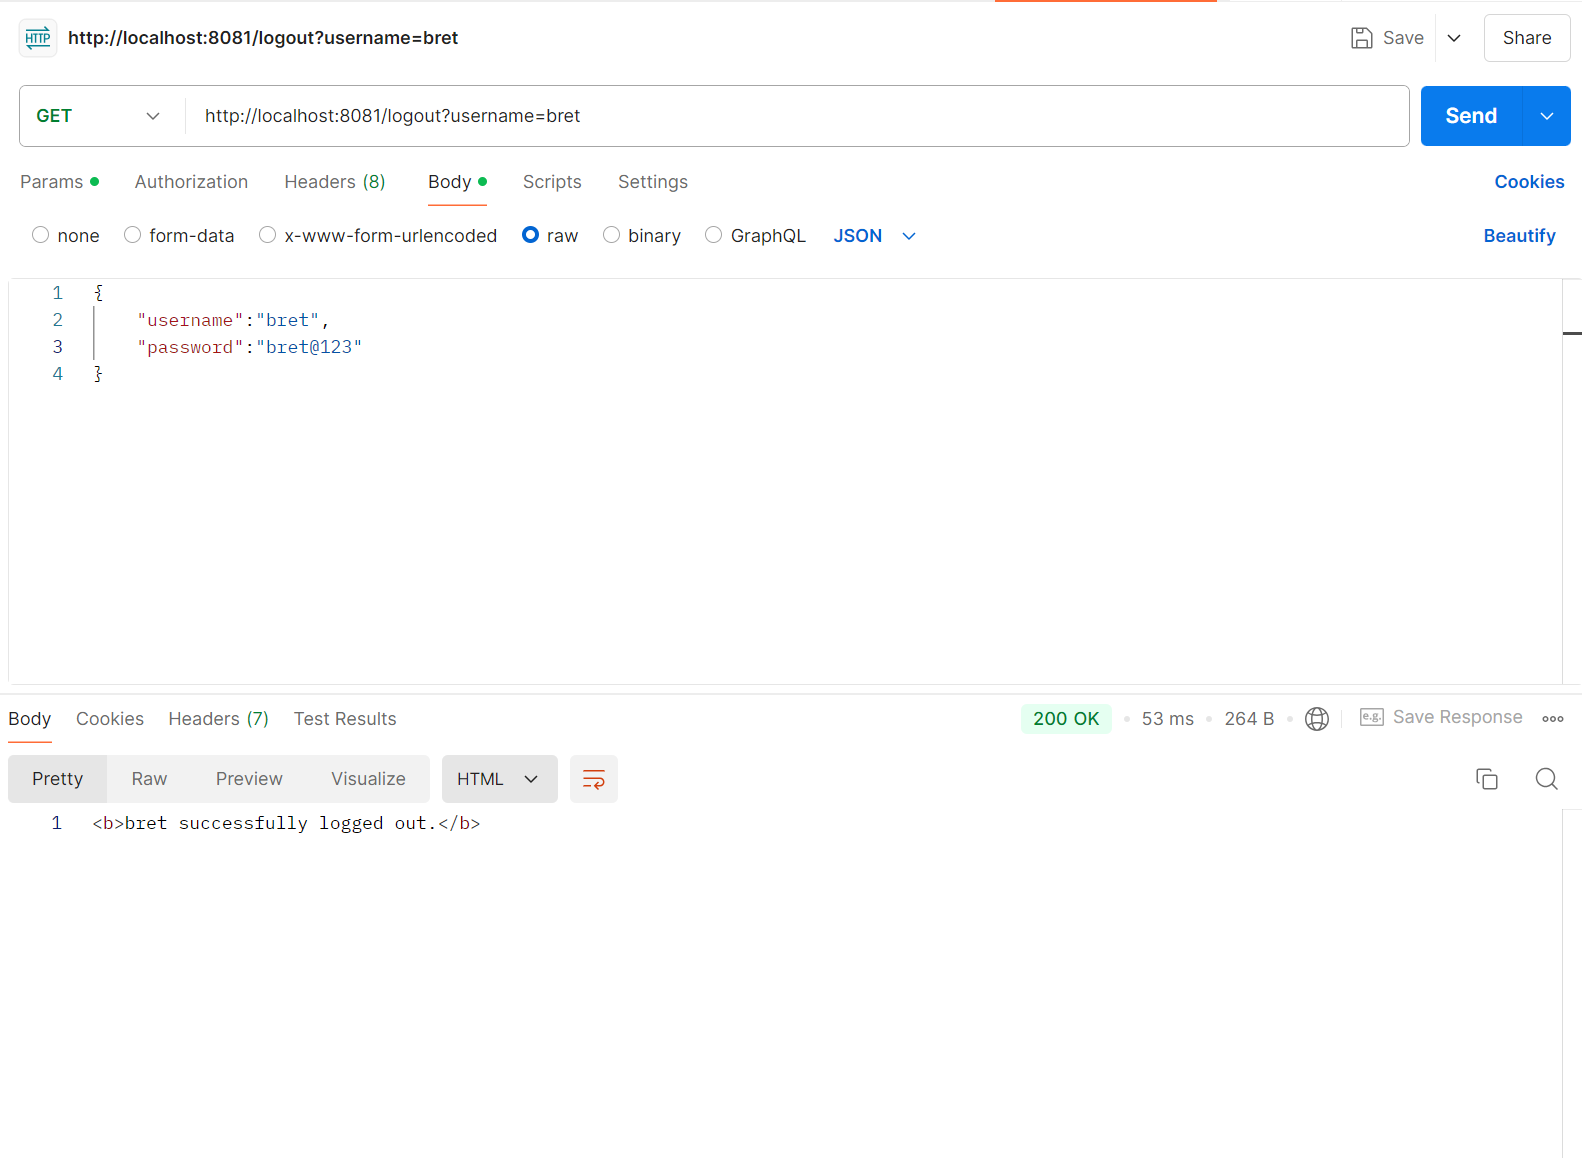 HTTP http://localhost:8081/logout?username=bret Save Share
GET http://localhost:8081/logout?username=bret Send
Params Authorization Headers (8) Body Scripts Settings Cookies
none form-data x-www-form-urlencoded raw binary GraphQL JSON Beautify
1 {
2 "username":"bret",
3 "password":"bret@123"
4 }
Body Cookies Headers (7) Test Results 200 OK 53 ms 264 B e.g. Save Response
Pretty Raw Preview Visualize HTML
1 <b>bret successfully logged out.</b>